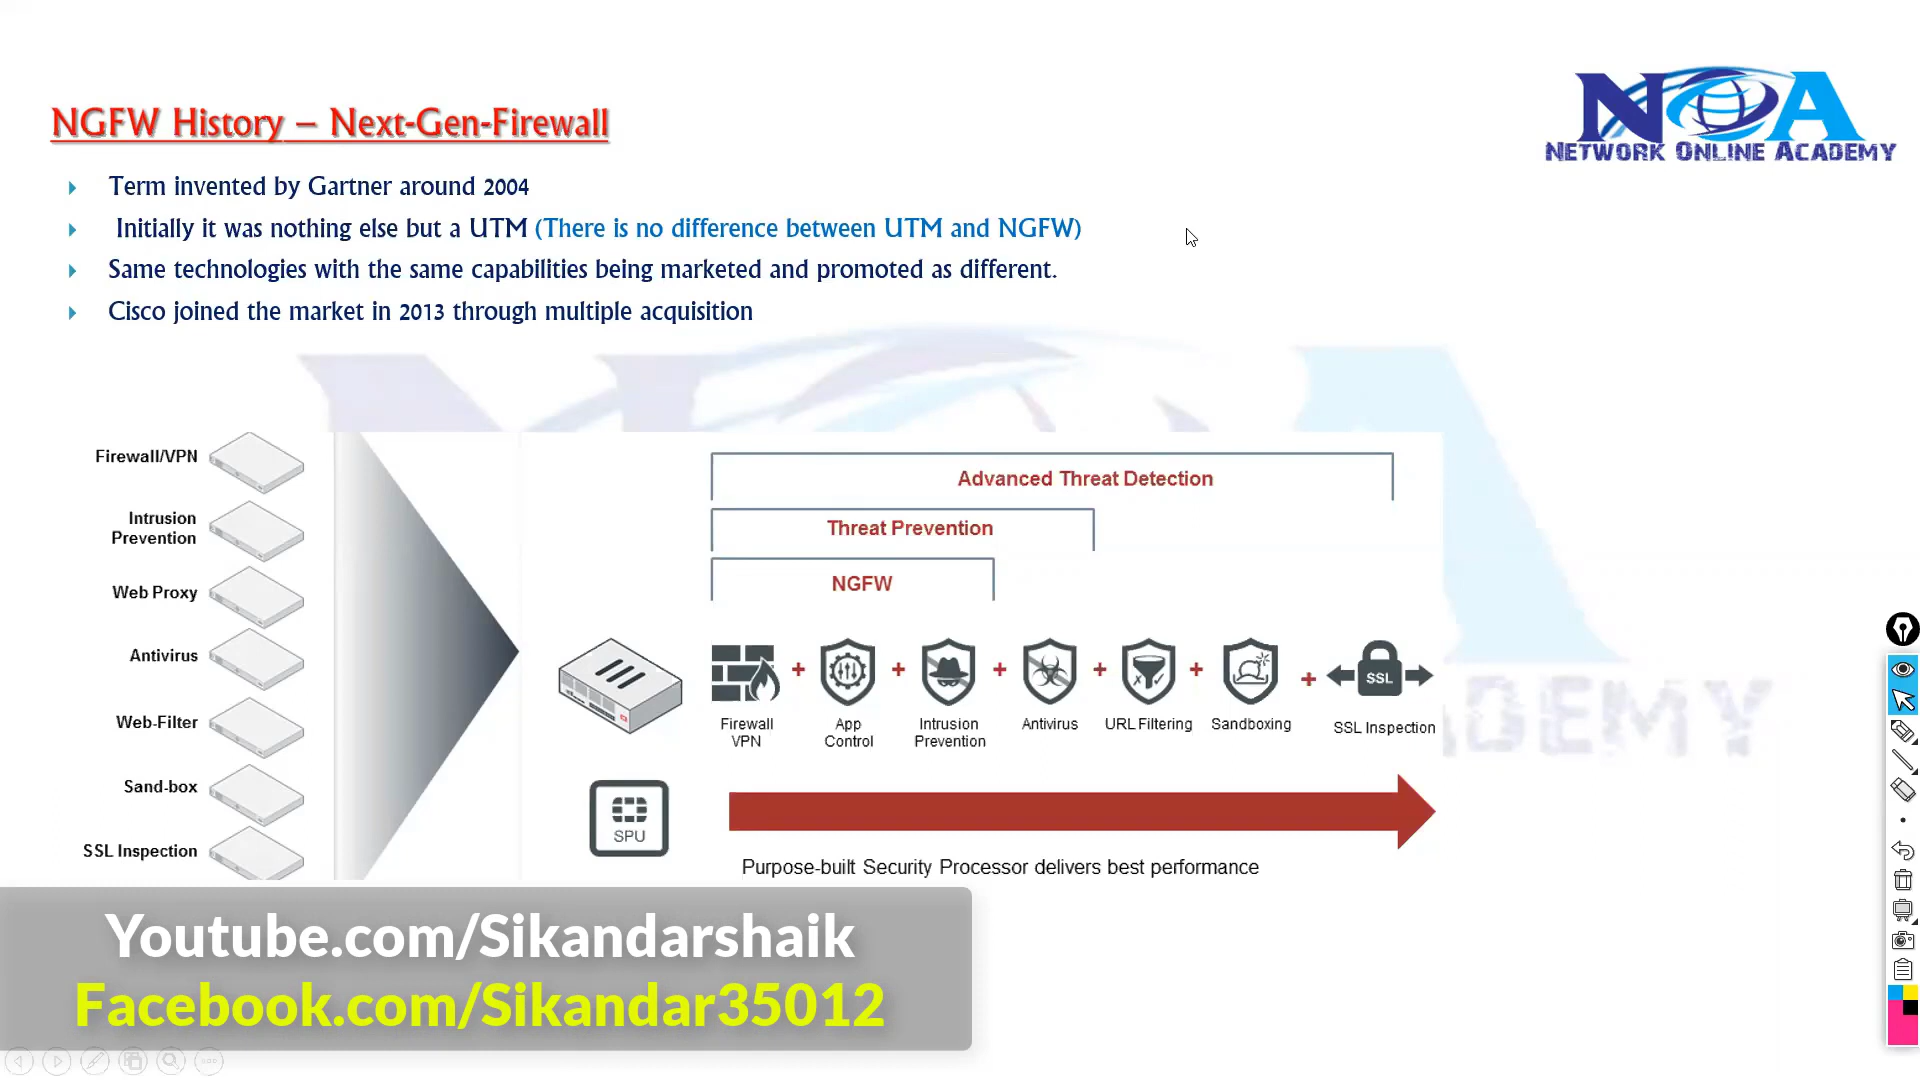 NOA
NETWORK ONLINE ACADEMY
NGFW History – Next-Gen-Firewall
Term invented by Gartner around 2004
Initially it was nothing else but a UTM (There is no difference between UTM and NGFW)
Same technologies with the same capabilities being marketed and promoted as different.
Cisco joined the market in 2013 through multiple acquisition
Firewall/VPN
Intrusion
Prevention
Web Proxy
Antivirus
Web-Filter
Sand-box
SSL Inspection
Advanced Threat Detection
Threat Prevention
NGFW
+ + + + + +
SSL
Firewall
VPN
App
Control
Intrusion
Prevention
Antivirus
URL Filtering
Sandboxing
SSL Inspection
ADEMY
SPU
Purpose-built Security Processor delivers best performance
Youtube.com/Sikandarshaik
Facebook.com/Sikandar35012